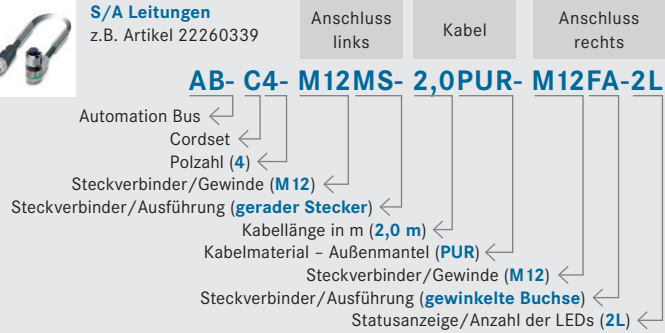 S/A Leitungen
z.B. Artikel 22260339
Anschluss
links
Kabel
Anschluss
rechts
AB- C4- M12MS- 2,0PUR- M12FA-2L
Automation Bus
Cordset
Polzahl (4)
Steckverbinder/Gewinde (M12)
Steckverbinder/Ausführung (gerader Stecker)
Kabellänge in m (2,0 m)
Kabelmaterial – Außenmantel (PUR)
Steckverbinder/Gewinde (M12)
Steckverbinder/Ausführung (gewinkelte Buchse)
Statusanzeige/Anzahl der LEDs (2L)